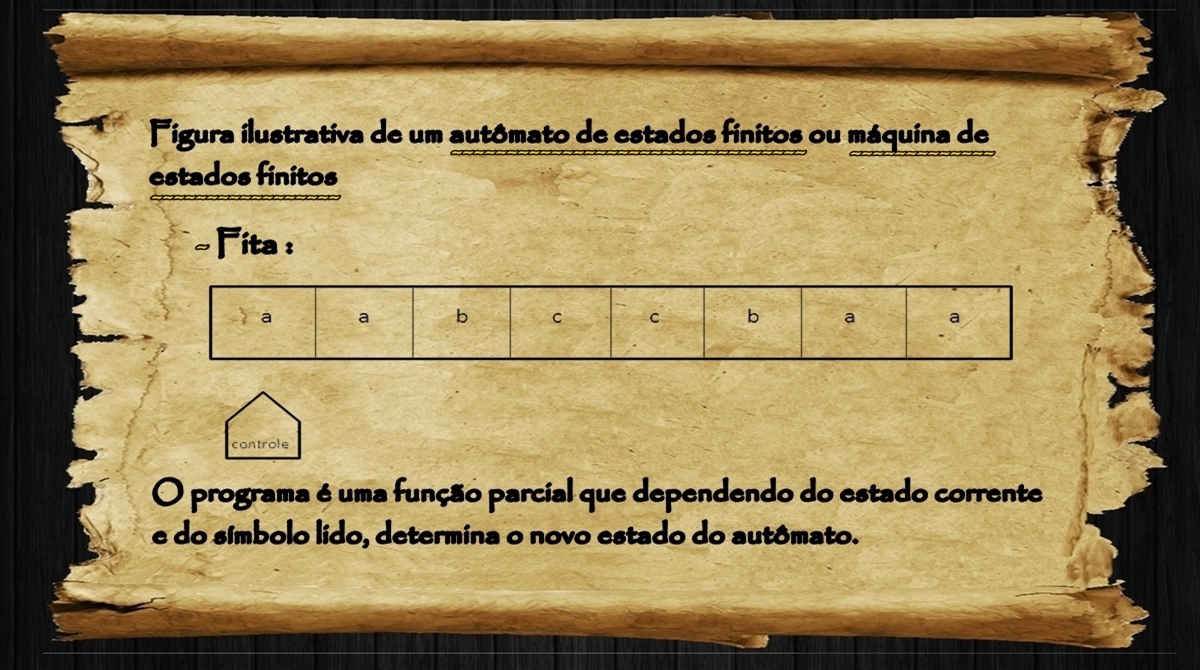 Figura ilustrativa de um autômato de estados finitos ou máquina de
estados finitos
~ Fita :
a a b c c b a a
controle
O programa é uma função parcial que dependendo do estado corrente
e do símbolo lido, determina o novo estado do autômato.